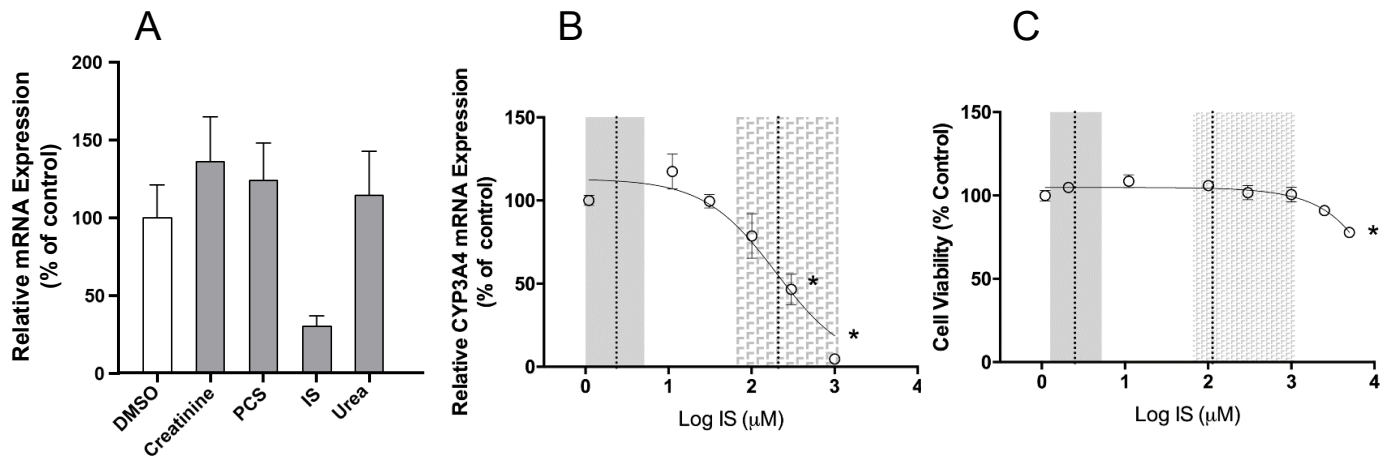 A
Relative mRNA Expression
(% of control)
200
150
100
50
0
DMSO
Creatinine
PCS
IS
Urea
B
Relative CYP3A4 mRNA Expression
(% of control)
150
100
50
0
0 1 2 3 4
*
*
Log IS (μM)
C
Cell Viability (% Control)
150
100
50
0
0 1 2 3 4
*
Log IS (μM)